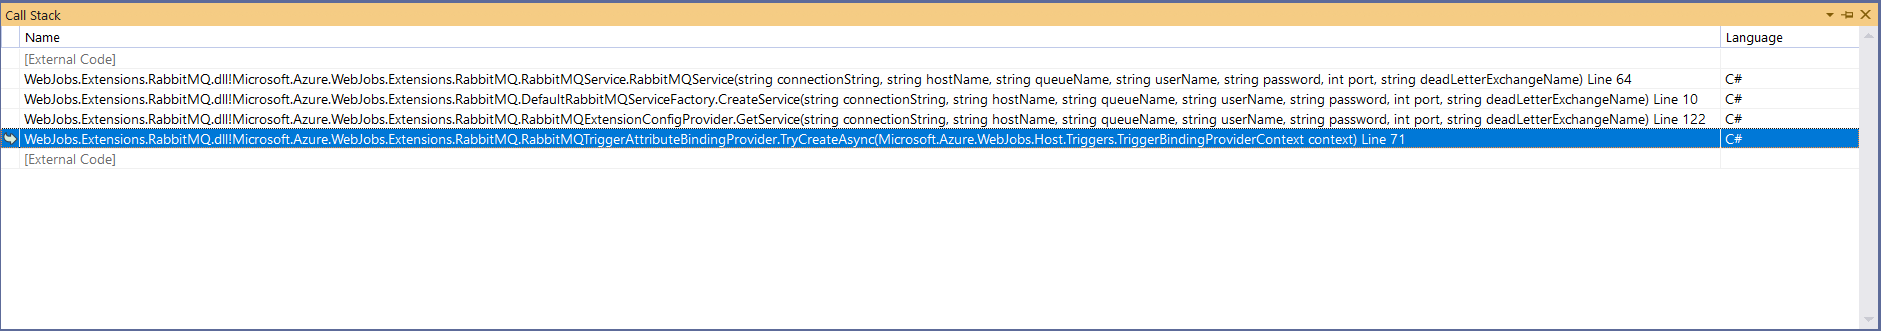 Call Stack
Name Language
[External Code]
WebJobs.Extensions.RabbitMQ.dll!Microsoft.Azure.WebJobs.Extensions.RabbitMQ.RabbitMQService.RabbitMQService(string connectionString, string hostName, string queueName, string userName, string password, int port, string deadLetterExchangeName) Line 64 C#
WebJobs.Extensions.RabbitMQ.dll!Microsoft.Azure.WebJobs.Extensions.RabbitMQ.DefaultRabbitMQServiceFactory.CreateService(string connectionString, string hostName, string queueName, string userName, string password, int port, string deadLetterExchangeName) Line 10 C#
WebJobs.Extensions.RabbitMQ.dll!Microsoft.Azure.WebJobs.Extensions.RabbitMQ.RabbitMQExtensionConfigProvider.GetService(string connectionString, string hostName, string queueName, string userName, string password, int port, string deadLetterExchangeName) Line 122 C#
WebJobs.Extensions.RabbitMQ.dll!Microsoft.Azure.WebJobs.Extensions.RabbitMQ.RabbitMQTriggerAttributeBindingProvider.TryCreateAsync(Microsoft.Azure.WebJobs.Host.Triggers.TriggerBindingProviderContext context) Line 71 C#
[External Code]